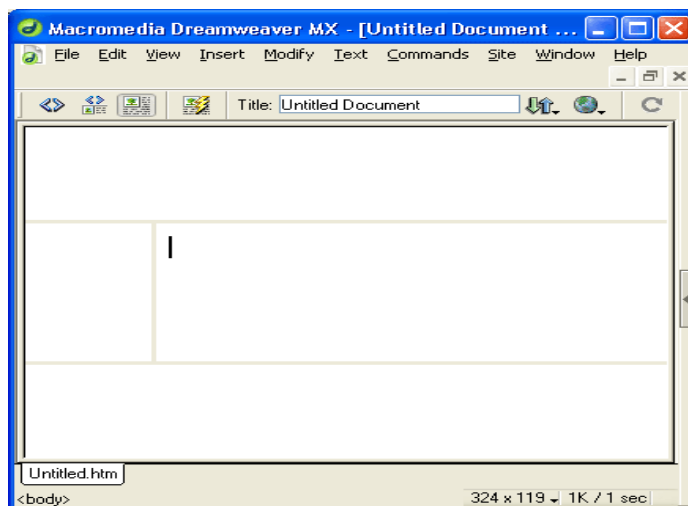 Macromedia Dreamweaver MX - [Untitled Document ...
File Edit View Insert Modify Text Commands Site Window Help
Title: Untitled Document
Untitled.htm
<body> 324 x 119 1K / 1 sec